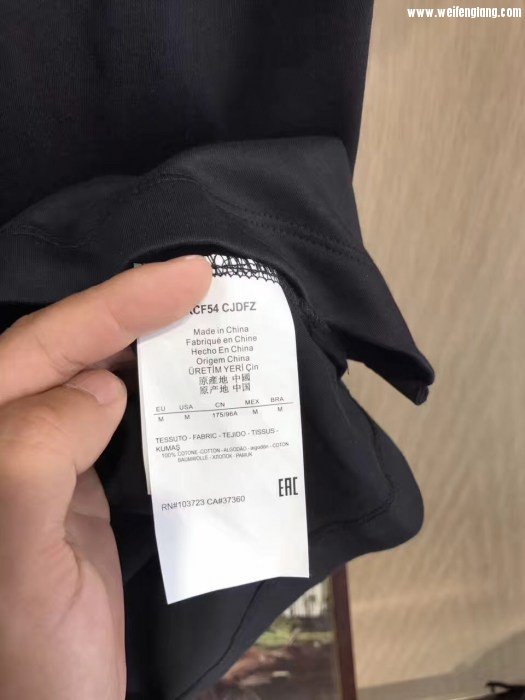 www.weifengtang.com
CF54 CJDFZ
Made in China
Fabriqué en Chine
Hecho En China
Origem China
ÜRETİM YERİ Çin
原產地 中國
原产地 中国
EU USA CN MEX BRA
M M 175/96A M M
TESSUTO - FABRIC - TEJIDO - TISSUS -
KUMAŞ
100% COTONE-COTTON-ALGODÃO - algodón - COTON
BAUMWOLLE - ХЛОПОК - PAMUK
EAC
RN#103723 CA#37360